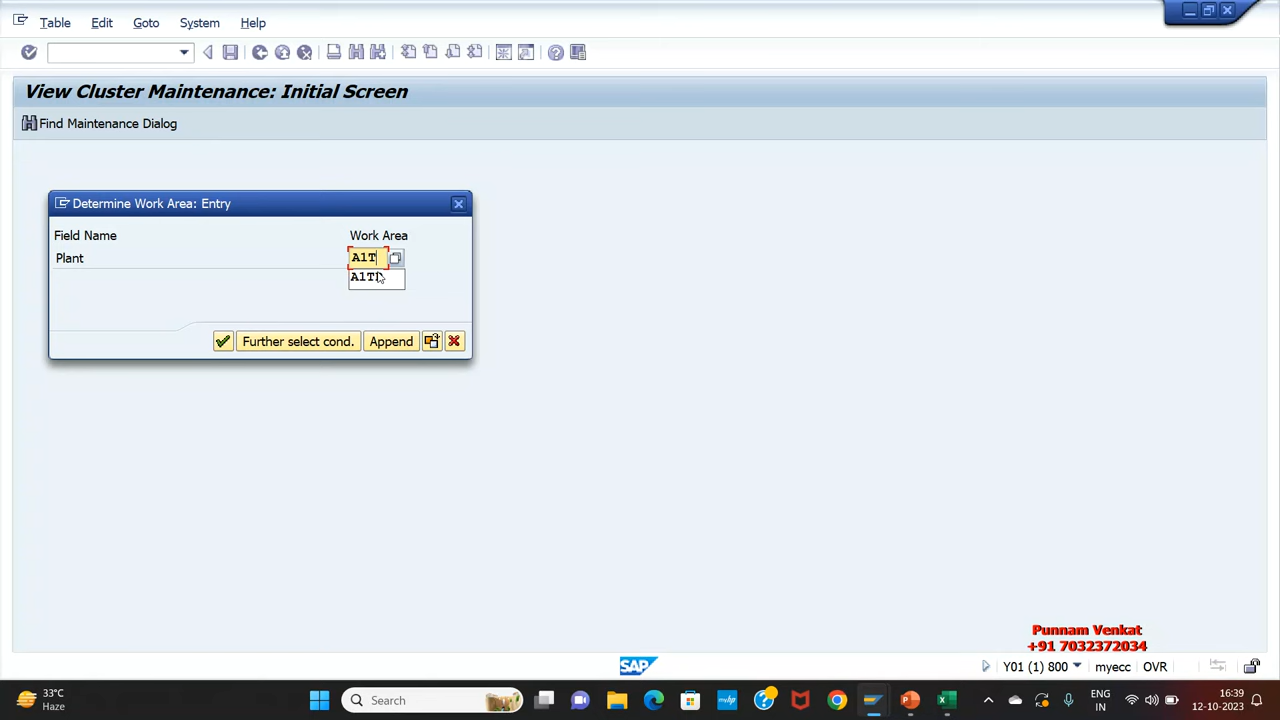 Table Edit Goto System Help
View Cluster Maintenance: Initial Screen
Find Maintenance Dialog
Determine Work Area: Entry
Field Name Work Area
Plant A1T
Further select cond. Append
Punnam Venkat
+91 7032372034
SAP Y01 (1) 800 myecc OVR
33°C
Haze
Search
mhp
ENG
IN
16:39
12-10-2023